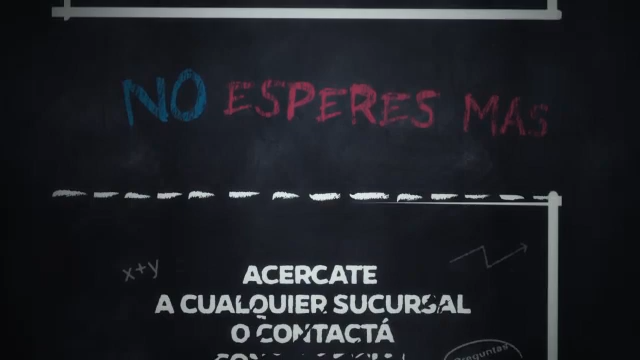 NO ESPERES MAS
x+y
ACERCATE
A CUALQUIER SUCURSAL
O CONTACTÁ